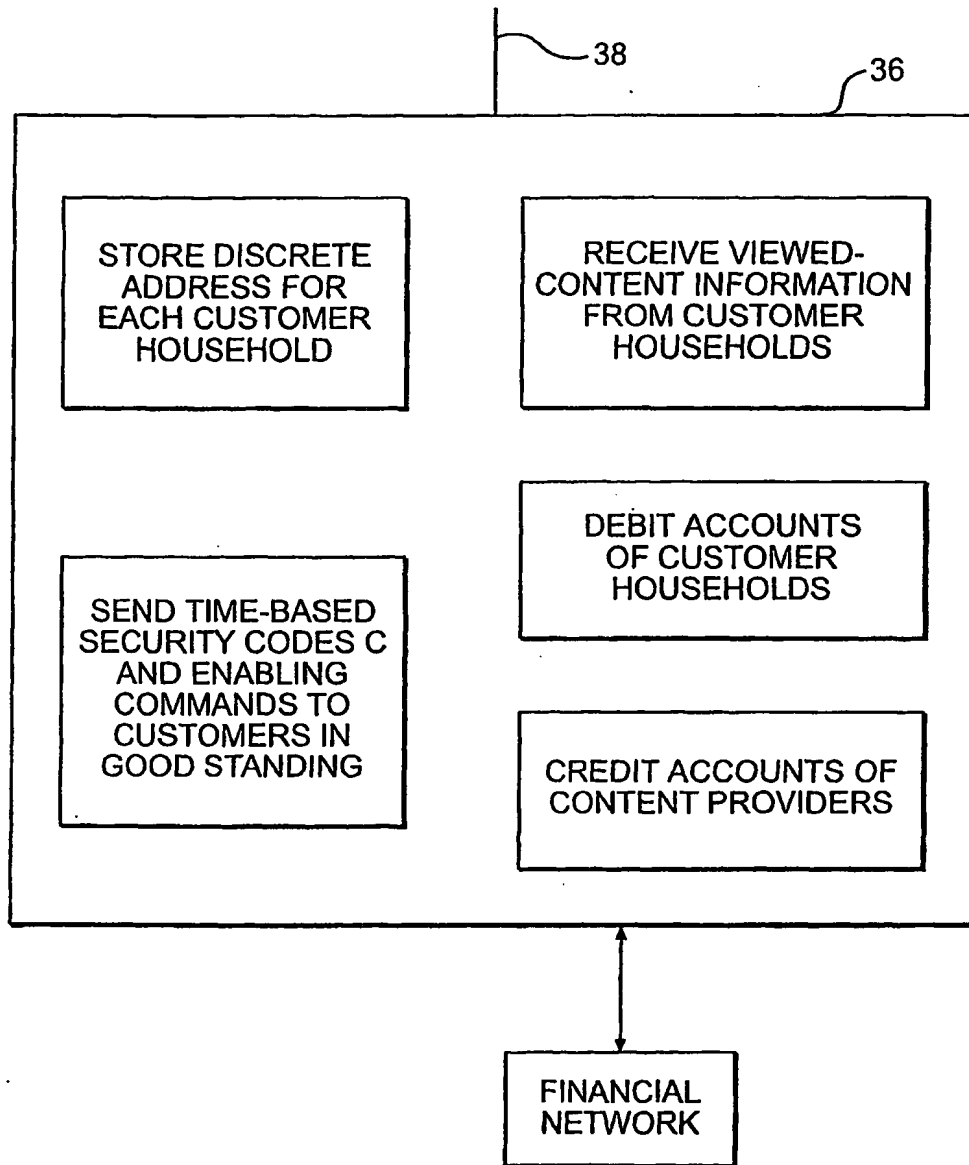 38
36
STORE DISCRETE
ADDRESS FOR
EACH CUSTOMER
HOUSEHOLD
RECEIVE VIEWED-
CONTENT INFORMATION
FROM CUSTOMER
HOUSEHOLDS
SEND TIME-BASED
SECURITY CODES C
AND ENABLING
COMMANDS TO
CUSTOMERS IN
GOOD STANDING
DEBIT ACCOUNTS
OF CUSTOMER
HOUSEHOLDS
CREDIT ACCOUNTS OF
CONTENT PROVIDERS
FINANCIAL
NETWORK